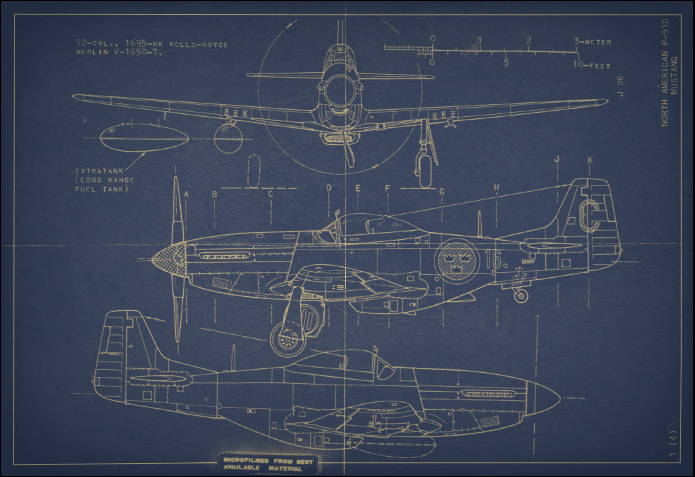 12-CYL., 1695-HK ROLLS-ROYCE
MERLIN V-1650-7.
0 1 2 3-METER
0 5 10-FEET
J 26
NORTH AMERICAN P-51D
MUSTANG
EXTRATANK
(LONG RANGE
FUEL TANK)
A B C D E F G H J K
16
1 (4)
MICROFILMED FROM BEST
AVAILABLE MATERIAL